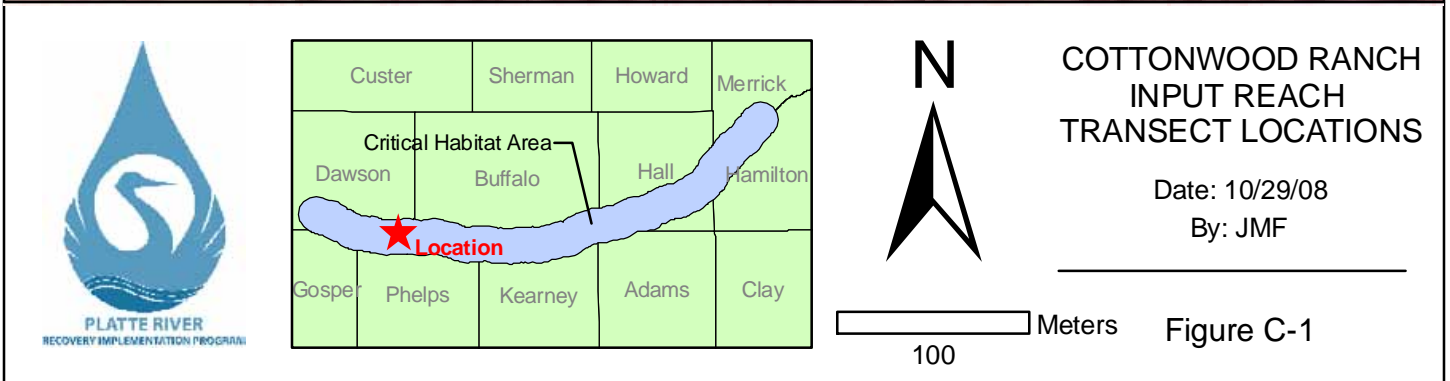 PLATTE RIVER
RECOVERY IMPLEMENTATION PROGRAM
Custer
Sherman
Howard
Merrick
Critical Habitat Area
Dawson
Buffalo
Hall
Hamilton
Location
Gosper
Phelps
Kearney
Adams
Clay
N
Meters
100
COTTONWOOD RANCH
INPUT REACH
TRANSECT LOCATIONS
Date: 10/29/08
By: JMF
Figure C-1